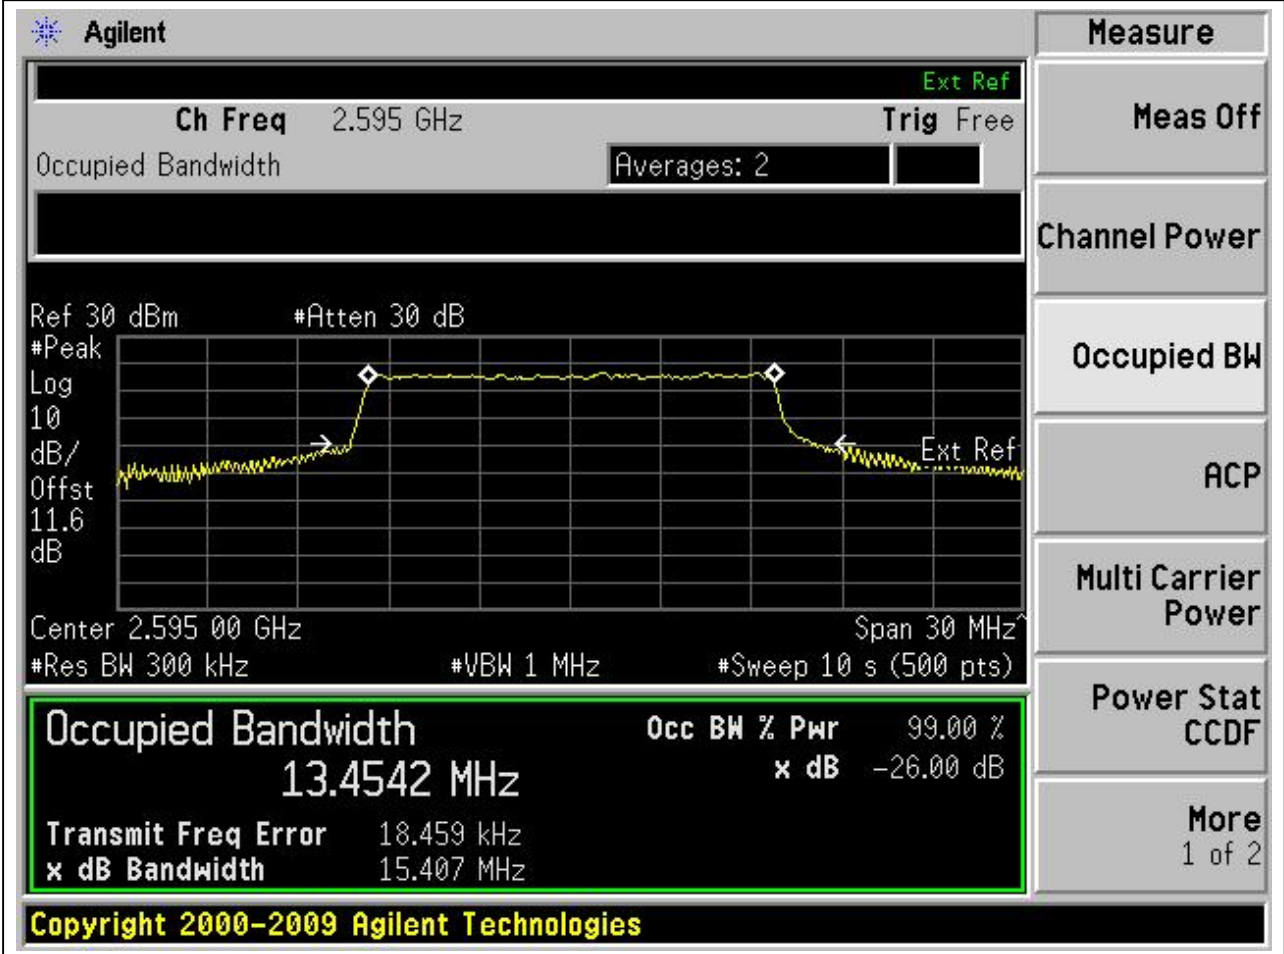 Agilent
Measure
Ext Ref
Ch Freq 2.595 GHz Trig Free
Meas Off
Occupied Bandwidth
Averages: 2
Channel Power
Ref 30 dBm #Atten 30 dB
#Peak
Log
10
dB/
Offst
11.6
dB
Ext Ref
Occupied BW
ACP
Center 2.595 00 GHz Span 30 MHz^
#Res BW 300 kHz #VBW 1 MHz #Sweep 10 s (500 pts)
Multi Carrier
Power
Occupied Bandwidth
13.4542 MHz
Occ BW % Pwr 99.00 %
x dB -26.00 dB
Transmit Freq Error 18.459 kHz
x dB Bandwidth 15.407 MHz
Power Stat
CCDF
More
1 of 2
Copyright 2000-2009 Agilent Technologies